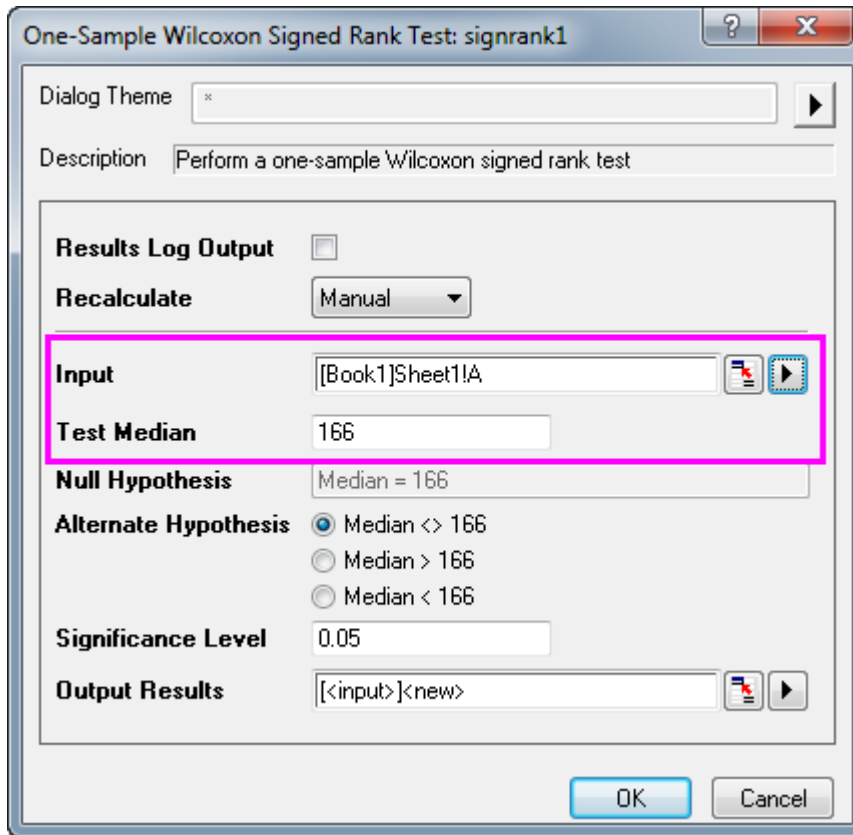 One-Sample Wilcoxon Signed Rank Test: signrank1
Dialog Theme *
Description Perform a one-sample Wilcoxon signed rank test
Results Log Output
Recalculate Manual
Input [Book1]Sheet1!A
Test Median 166
Null Hypothesis Median = 166
Alternate Hypothesis Median <> 166
Median > 166
Median < 166
Significance Level 0.05
Output Results [<input>]<new>
OK Cancel